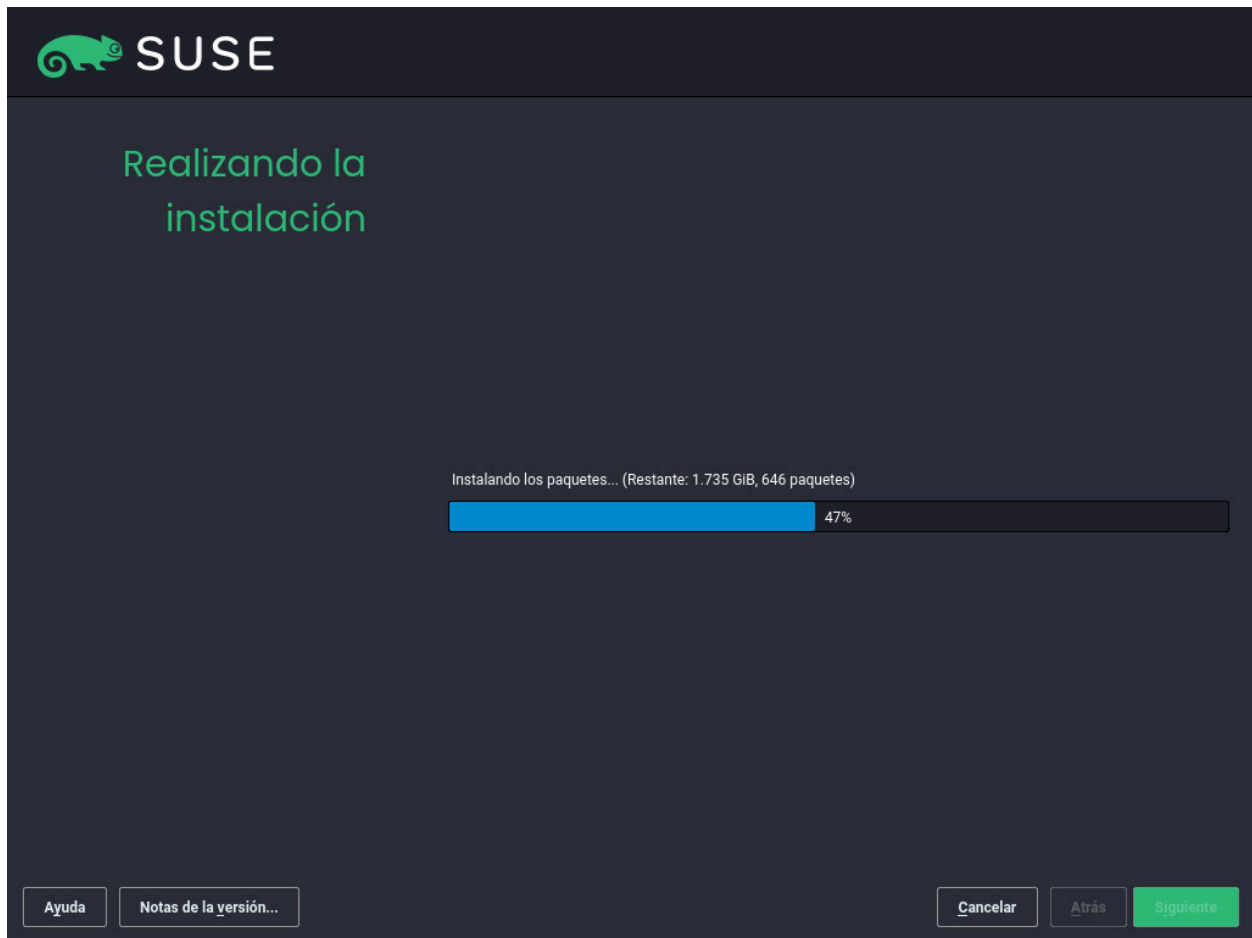 SUSE
Realizando la
instalación
Instalando los paquetes... (Restante: 1.735 GiB, 646 paquetes)
47%
Ayuda
Notas de la versión...
Cancelar
Atrás
Siguiente